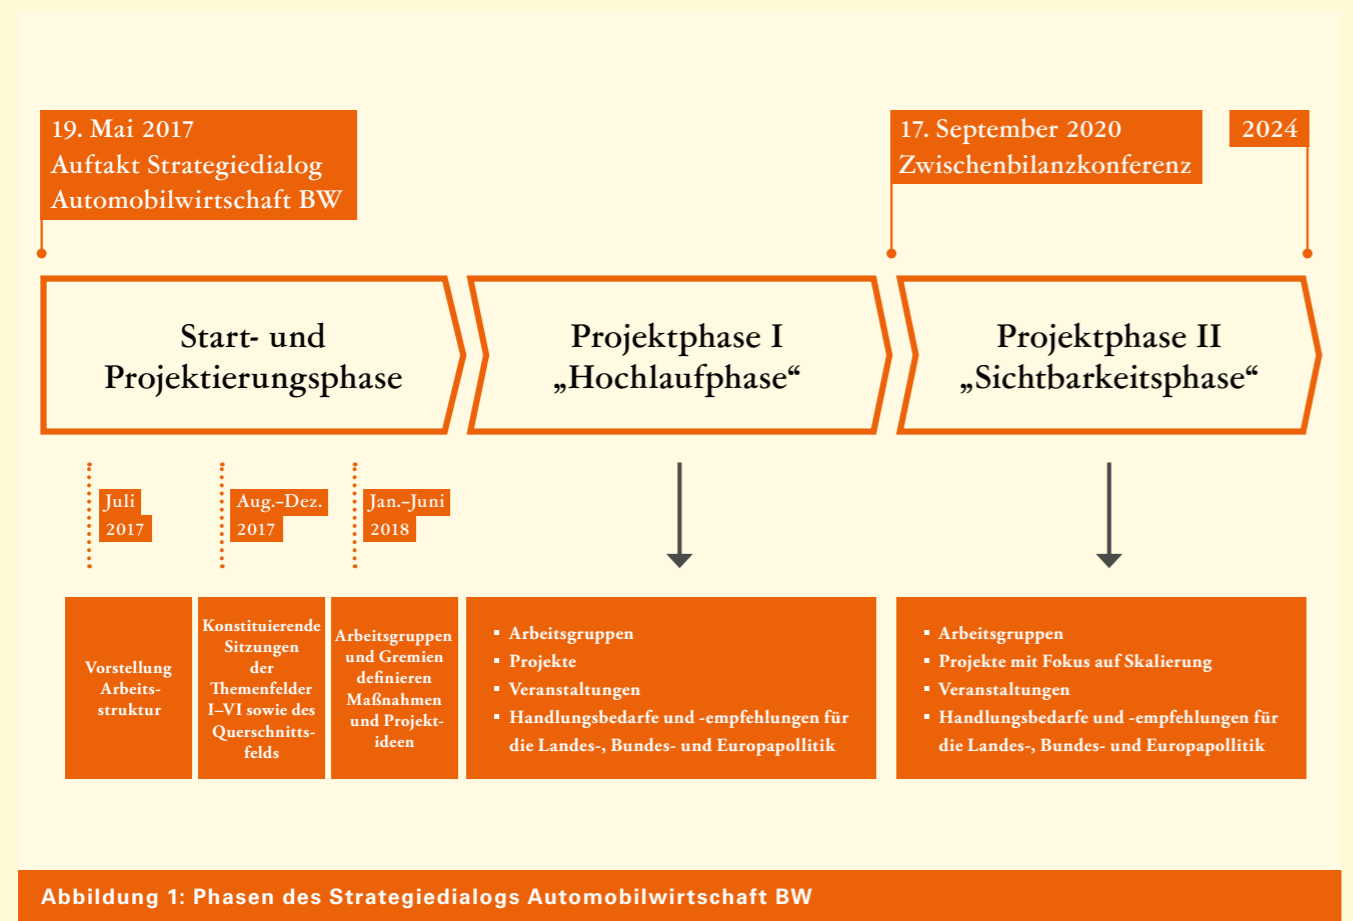 19. Mai 2017
Auftakt Strategiedialog
Automobilwirtschaft BW
17. September 2020
Zwischenbilanzkonferenz
2024
Start- und
Projektierungsphase
Projektphase I
„Hochlaufphase“
Projektphase II
„Sichtbarkeitsphase“
Juli
2017
Aug.–Dez.
2017
Jan.–Juni
2018
Vorstellung
Arbeits-
struktur
Konstituierende
Sitzungen
der
Themenfelder
I–VI sowie des
Querschnitts-
felds
Arbeitsgruppen
und Gremien
definieren
Maßnahmen
und Projekt-
ideen
▪ Arbeitsgruppen
▪ Projekte
▪ Veranstaltungen
▪ Handlungsbedarfe und -empfehlungen für
die Landes-, Bundes- und Europapollitik
▪ Arbeitsgruppen
▪ Projekte mit Fokus auf Skalierung
▪ Veranstaltungen
▪ Handlungsbedarfe und -empfehlungen für
die Landes-, Bundes- und Europapollitik
Abbildung 1: Phasen des Strategiedialogs Automobilwirtschaft BW